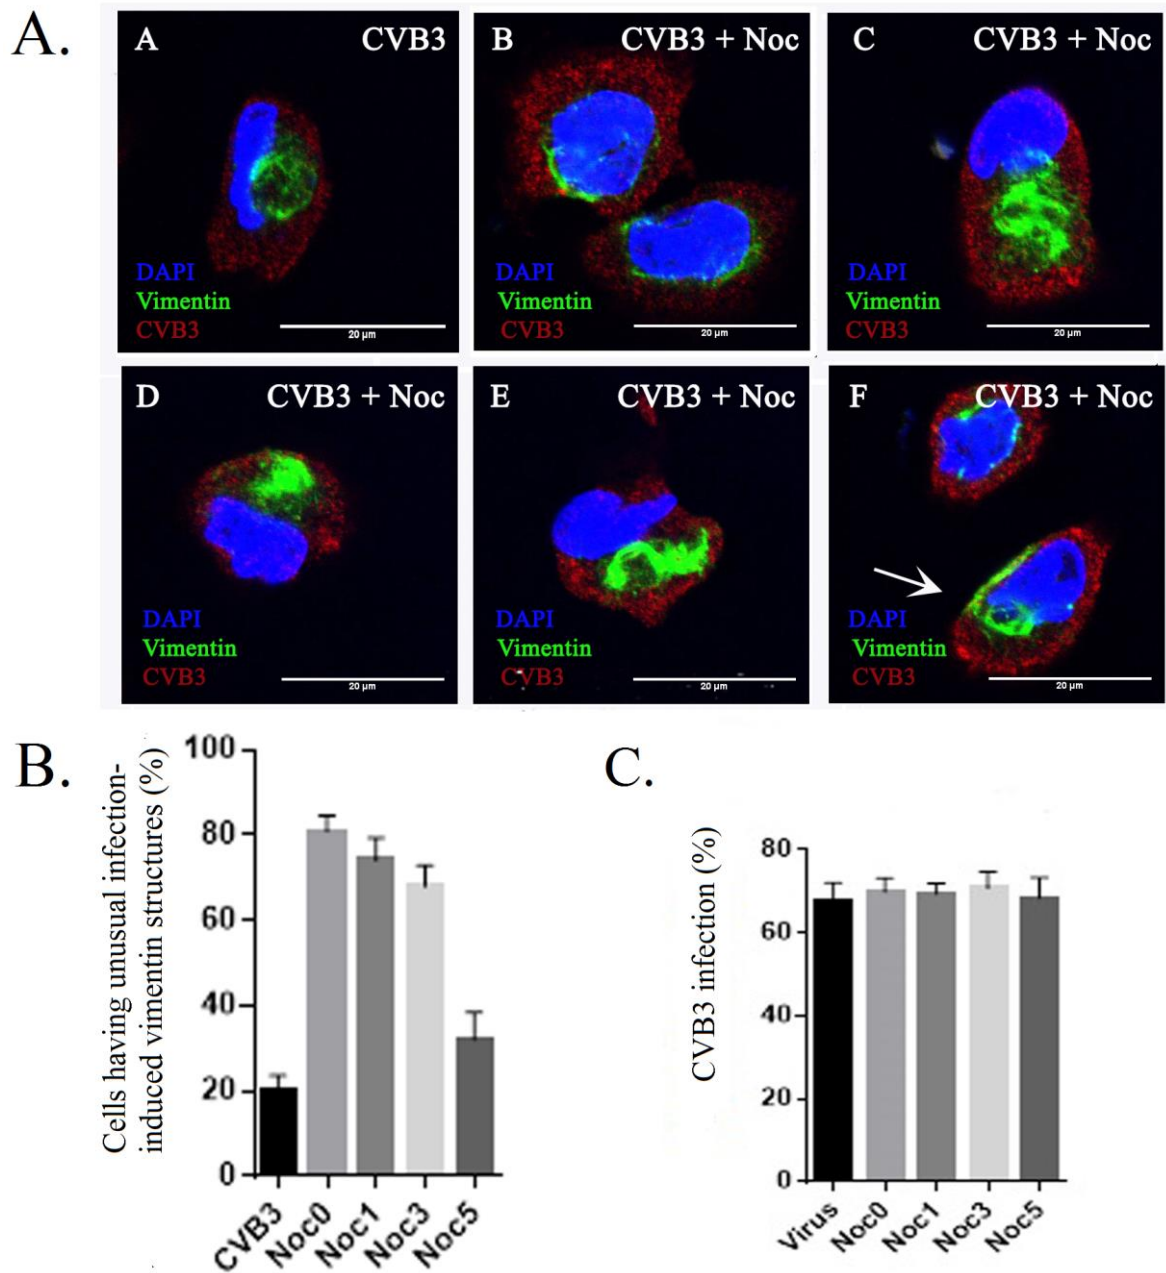 A.
A
CVB3
DAPI
Vimentin
CVB3
20 µm
B
CVB3 + Noc
DAPI
Vimentin
CVB3
20 µm
C
CVB3 + Noc
DAPI
Vimentin
CVB3
20 µm
D
CVB3 + Noc
DAPI
Vimentin
CVB3
20 µm
E
CVB3 + Noc
DAPI
Vimentin
CVB3
20 µm
F
CVB3 + Noc
DAPI
Vimentin
CVB3
20 µm
B.
Cells having unusual infection-
induced vimentin structures (%)
100
80
60
40
20
0
CVB3
Noc0
Noc1
Noc3
Noc5
C.
CVB3 infection (%)
80
60
40
20
0
Virus
Noc0
Noc1
Noc3
Noc5